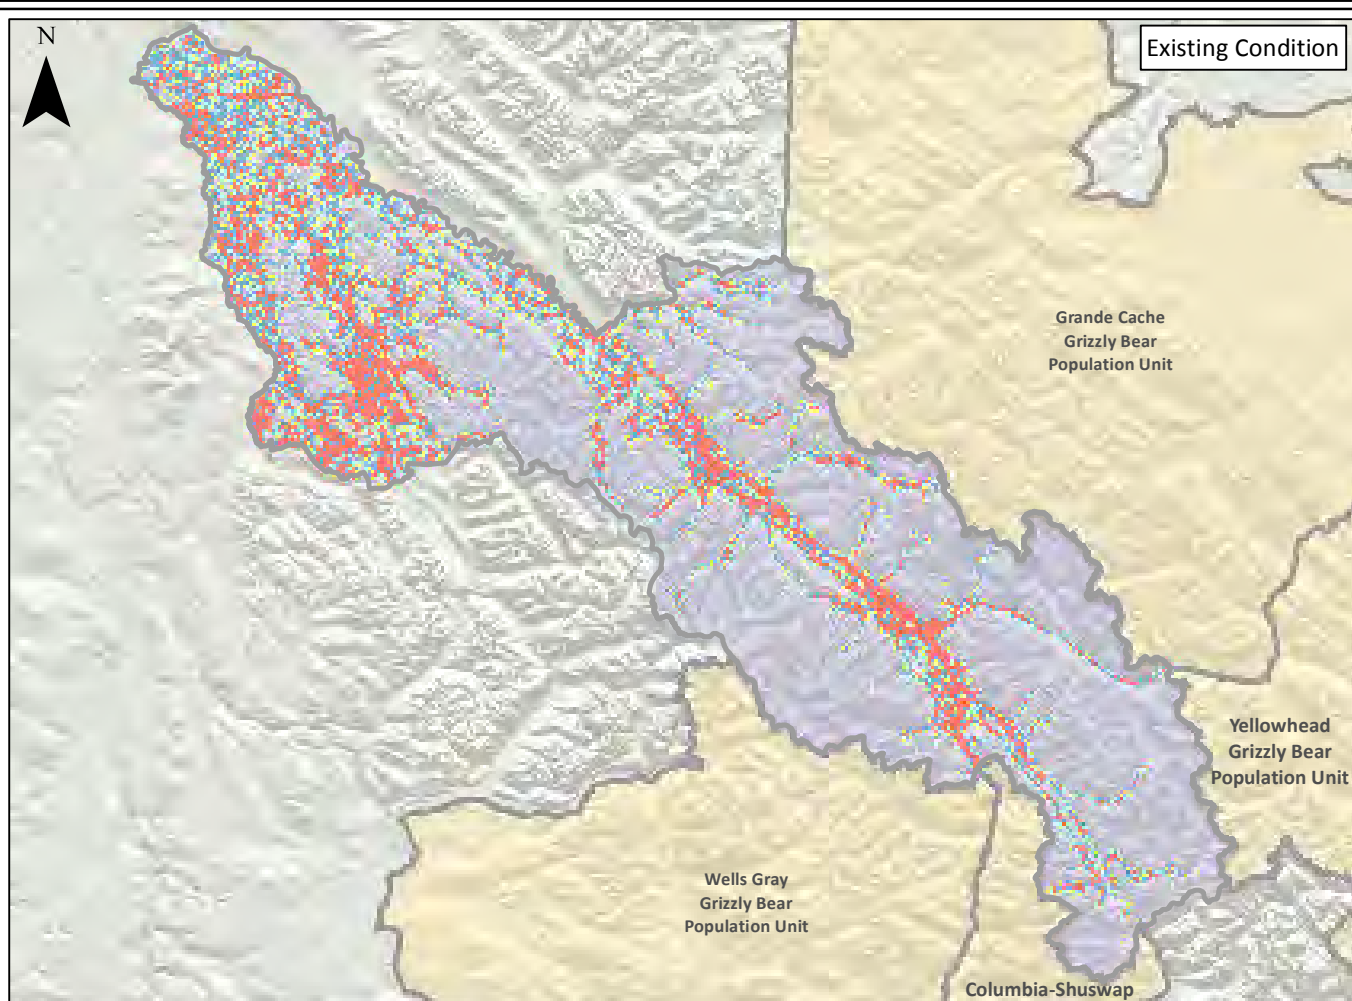 N
Existing Condition
Grande Cache
Grizzly Bear
Population Unit
Yellowhead
Grizzly Bear
Population Unit
Wells Gray
Grizzly Bear
Population Unit
Columbia-Shuswap